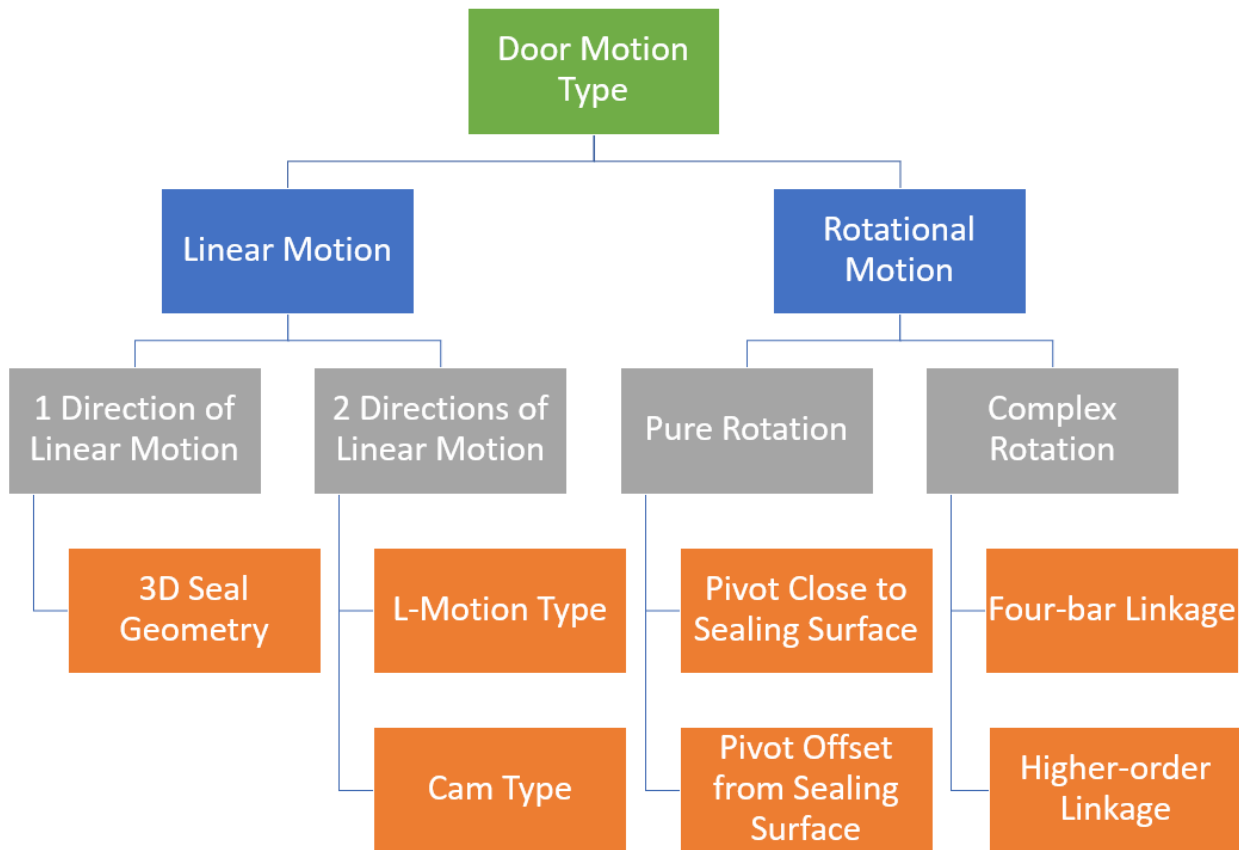 Door Motion
Type
Linear Motion
Rotational
Motion
1 Direction of
Linear Motion
2 Directions of
Linear Motion
Pure Rotation
Complex
Rotation
3D Seal
Geometry
L-Motion Type
Pivot Close to
Sealing Surface
Four-bar Linkage
Cam Type
Pivot Offset
from Sealing
Surface
Higher-order
Linkage